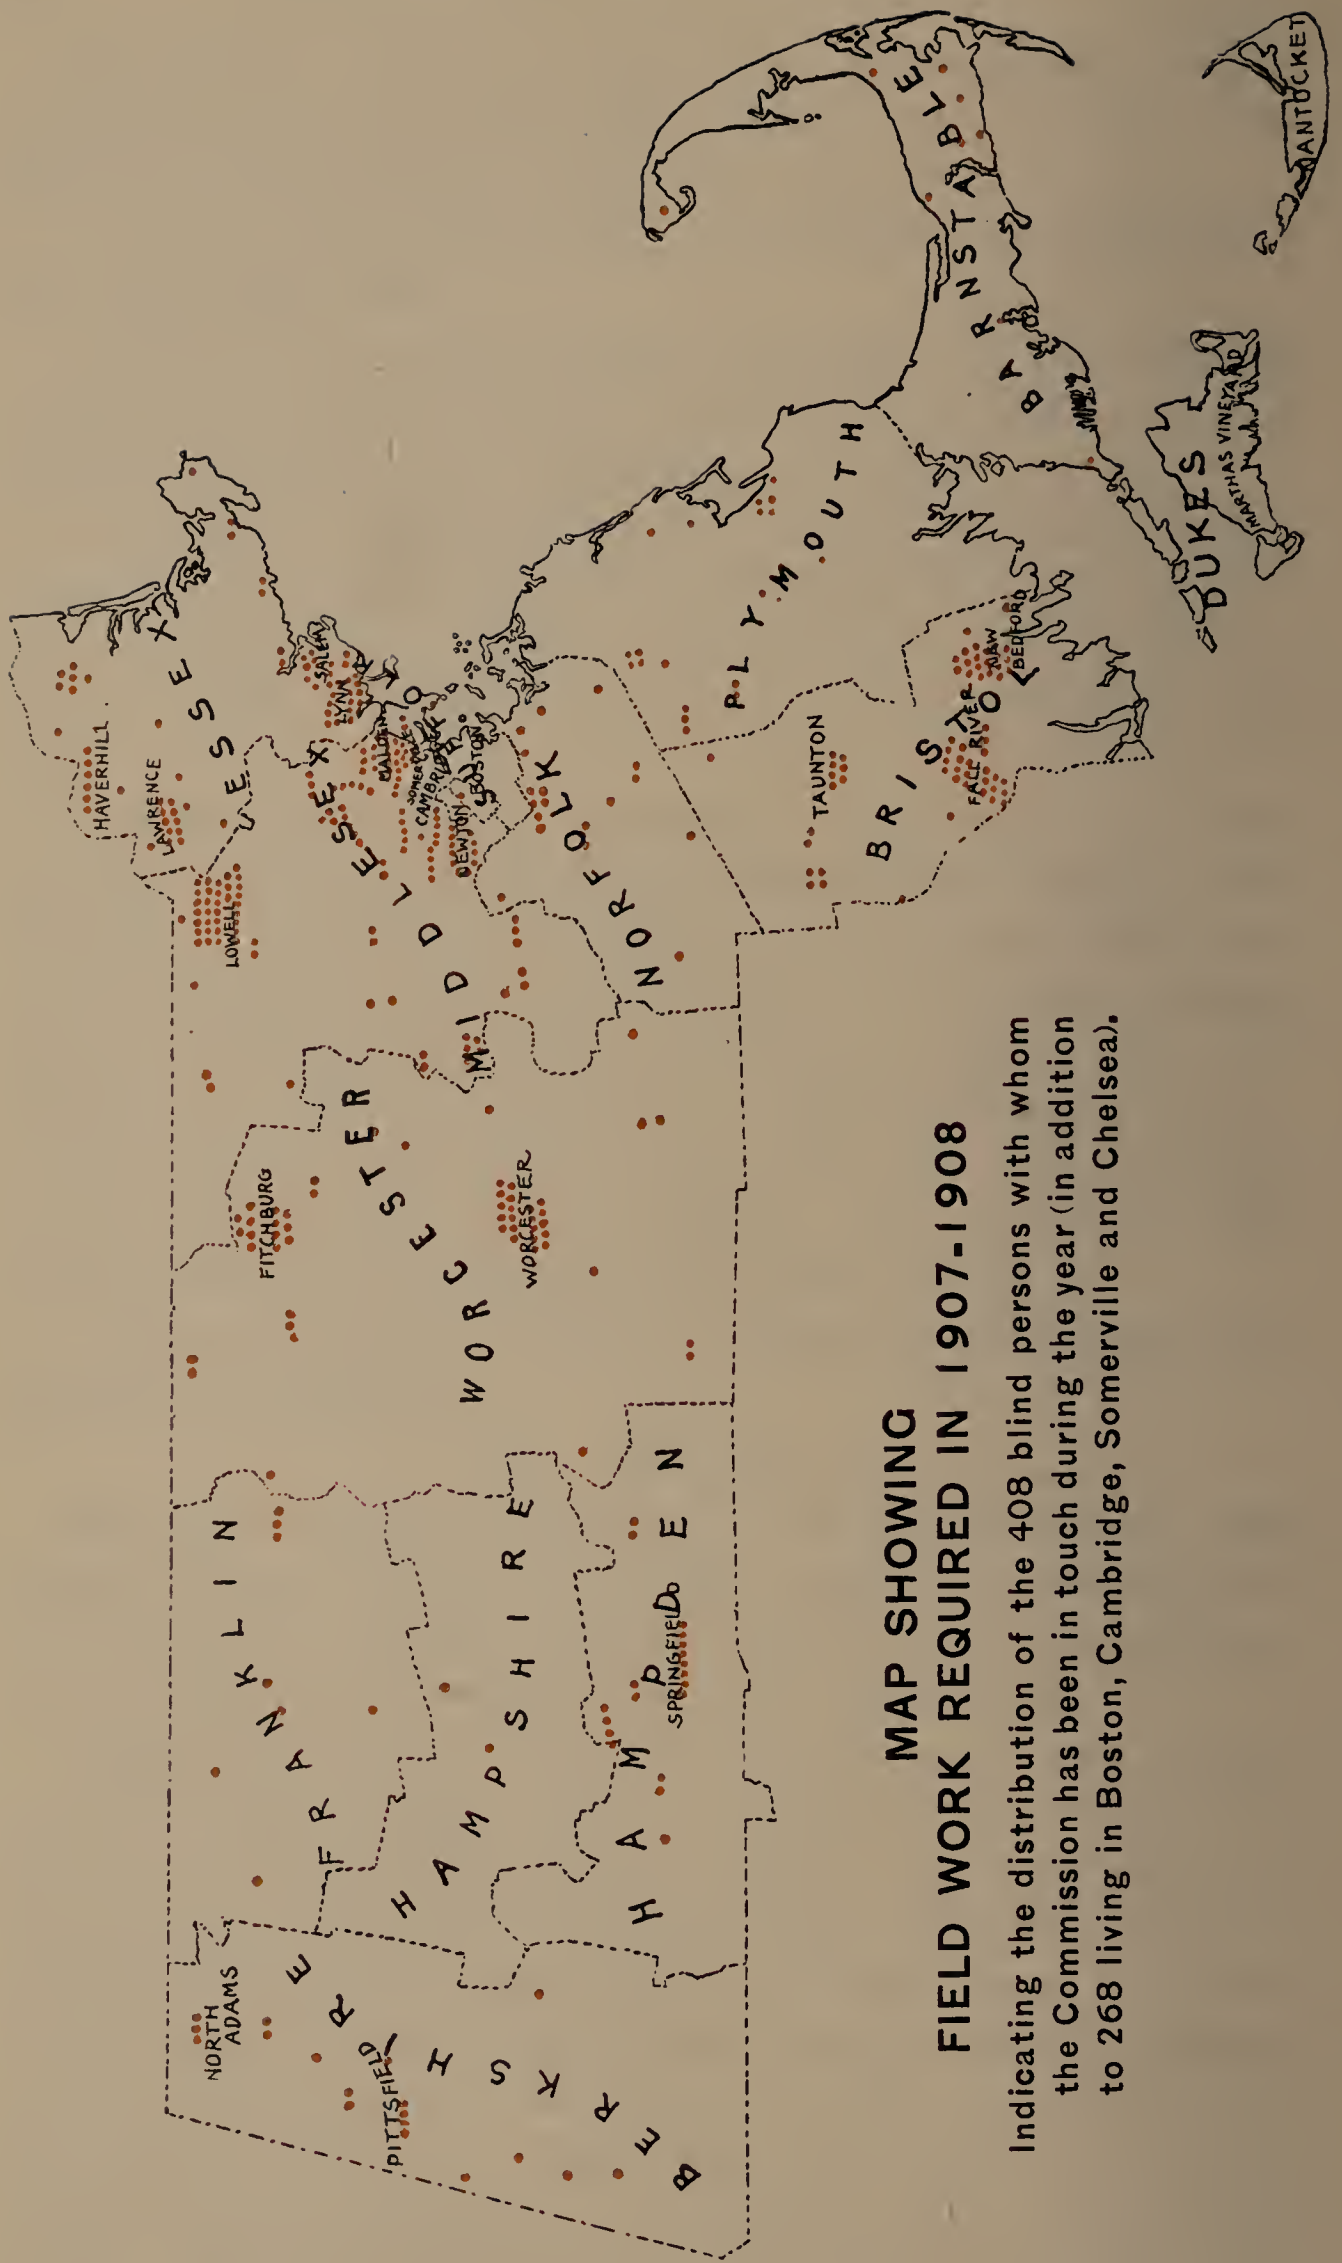 MAP SHOWING
FIELD WORK REQUIRED IN 1907-1908
Indicating the distribution of the 408 blind persons with whom
the Commission has been in touch during the year (in addition
to 268 living in Boston, Cambridge, Somerville and Chelsea).
BERKSHIRE
NORTH
ADAMS
PITTSFIELD
FRANKLIN
HAMPSHIRE
HAMPDEN
SPRINGFIELD
WORCESTER
FITCHBURG
WORCESTER
MIDDLESEX
LOWELL
ESSEX
HAVERHILL
LAWRENCE
SALEM
LYNN
MALDEN
SOMERVILLE
CAMBRIDGE
NEWTON
BOSTON
SUFFOLK
NORFOLK
PLYMOUTH
BRISTOL
TAUNTON
FALL RIVER
NEW
BEDFORD
BARNSTABLE
DUKES
MARTHAS VINEYARD
NANTUCKET